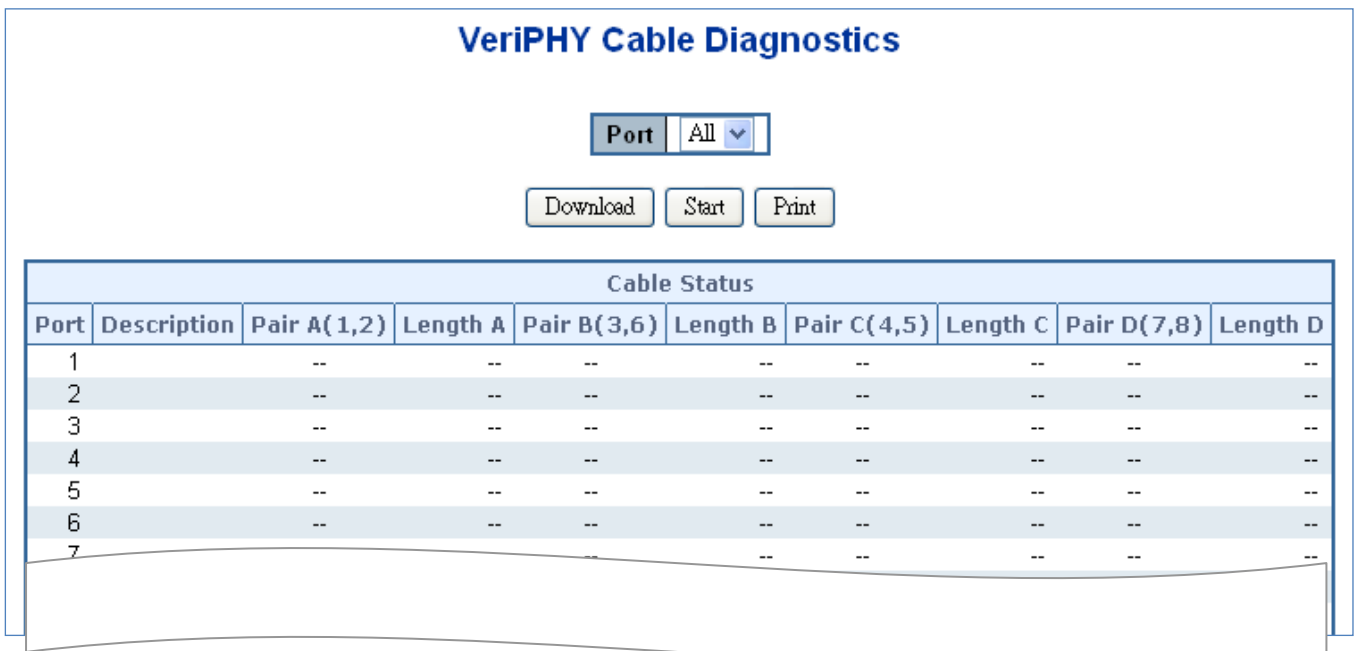 VeriPHY Cable Diagnostics
Port All
Download Start Print
Cable Status
Port Description Pair A(1,2) Length A Pair B(3,6) Length B Pair C(4,5) Length C Pair D(7,8) Length D
1 -- -- -- -- -- -- -- --
2 -- -- -- -- -- -- -- --
3 -- -- -- -- -- -- -- --
4 -- -- -- -- -- -- -- --
5 -- -- -- -- -- -- -- --
6 -- -- -- -- -- -- -- --
7 -- -- -- -- -- --